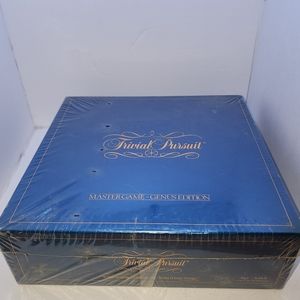 Trivial Pursuit
MASTER GAME - GENUS EDITION
Trivial Pursuit